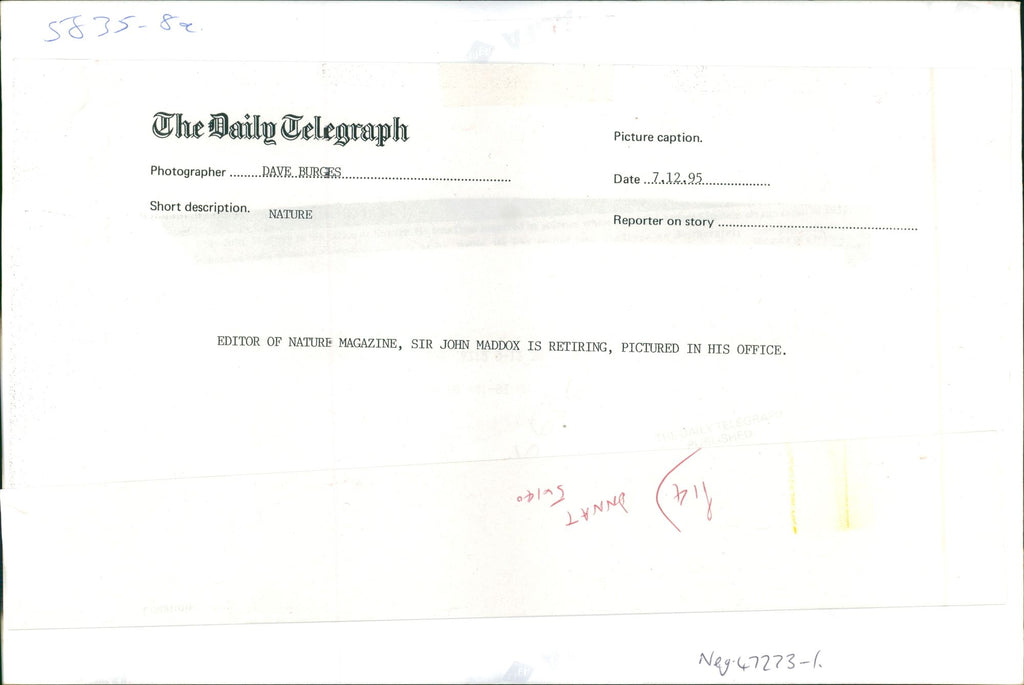 5835-8a.
The Daily Telegraph
Picture caption.
Photographer ........DAVE BURGES........
Date ..7.12.95........
Short description. NATURE
Reporter on story ........
EDITOR OF NATURE MAGAZINE, SIR JOHN MADDOX IS RETIRING, PICTURED IN HIS OFFICE.
THE DAILY TELEGRAPH
PUBLISHED
Neg.47273-1.